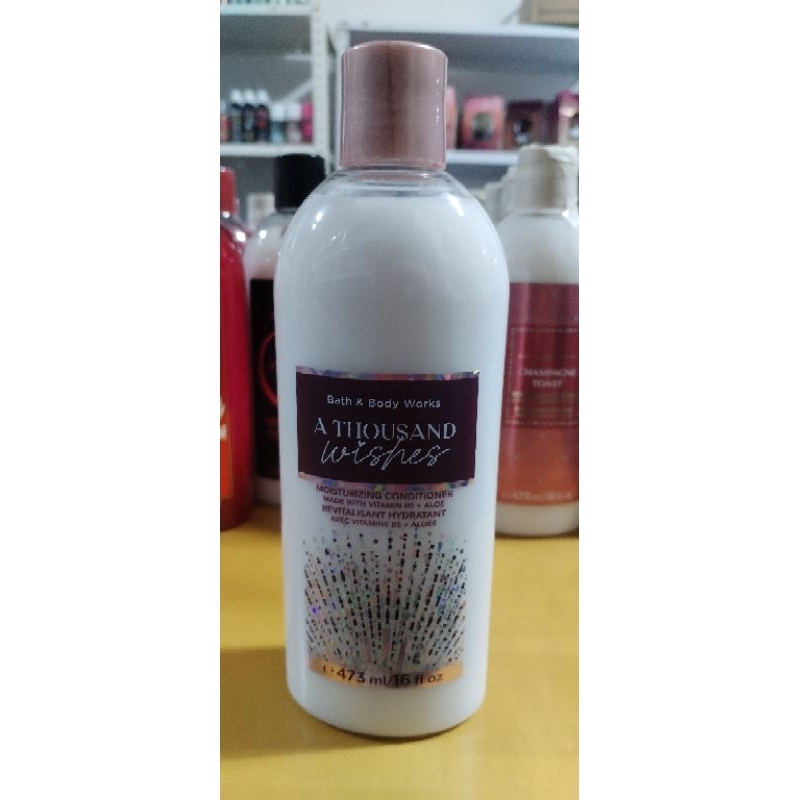 Bath & Body Works
A THOUSAND
wishes
MOISTURIZING CONDITIONER
MADE WITH VITAMIN B5 + ALOE
REVITALISANT HYDRATANT
AVEC VITAMINE B5 + ALOÈS
473 ml/16 fl oz
CHAMPAGNE
TOAST